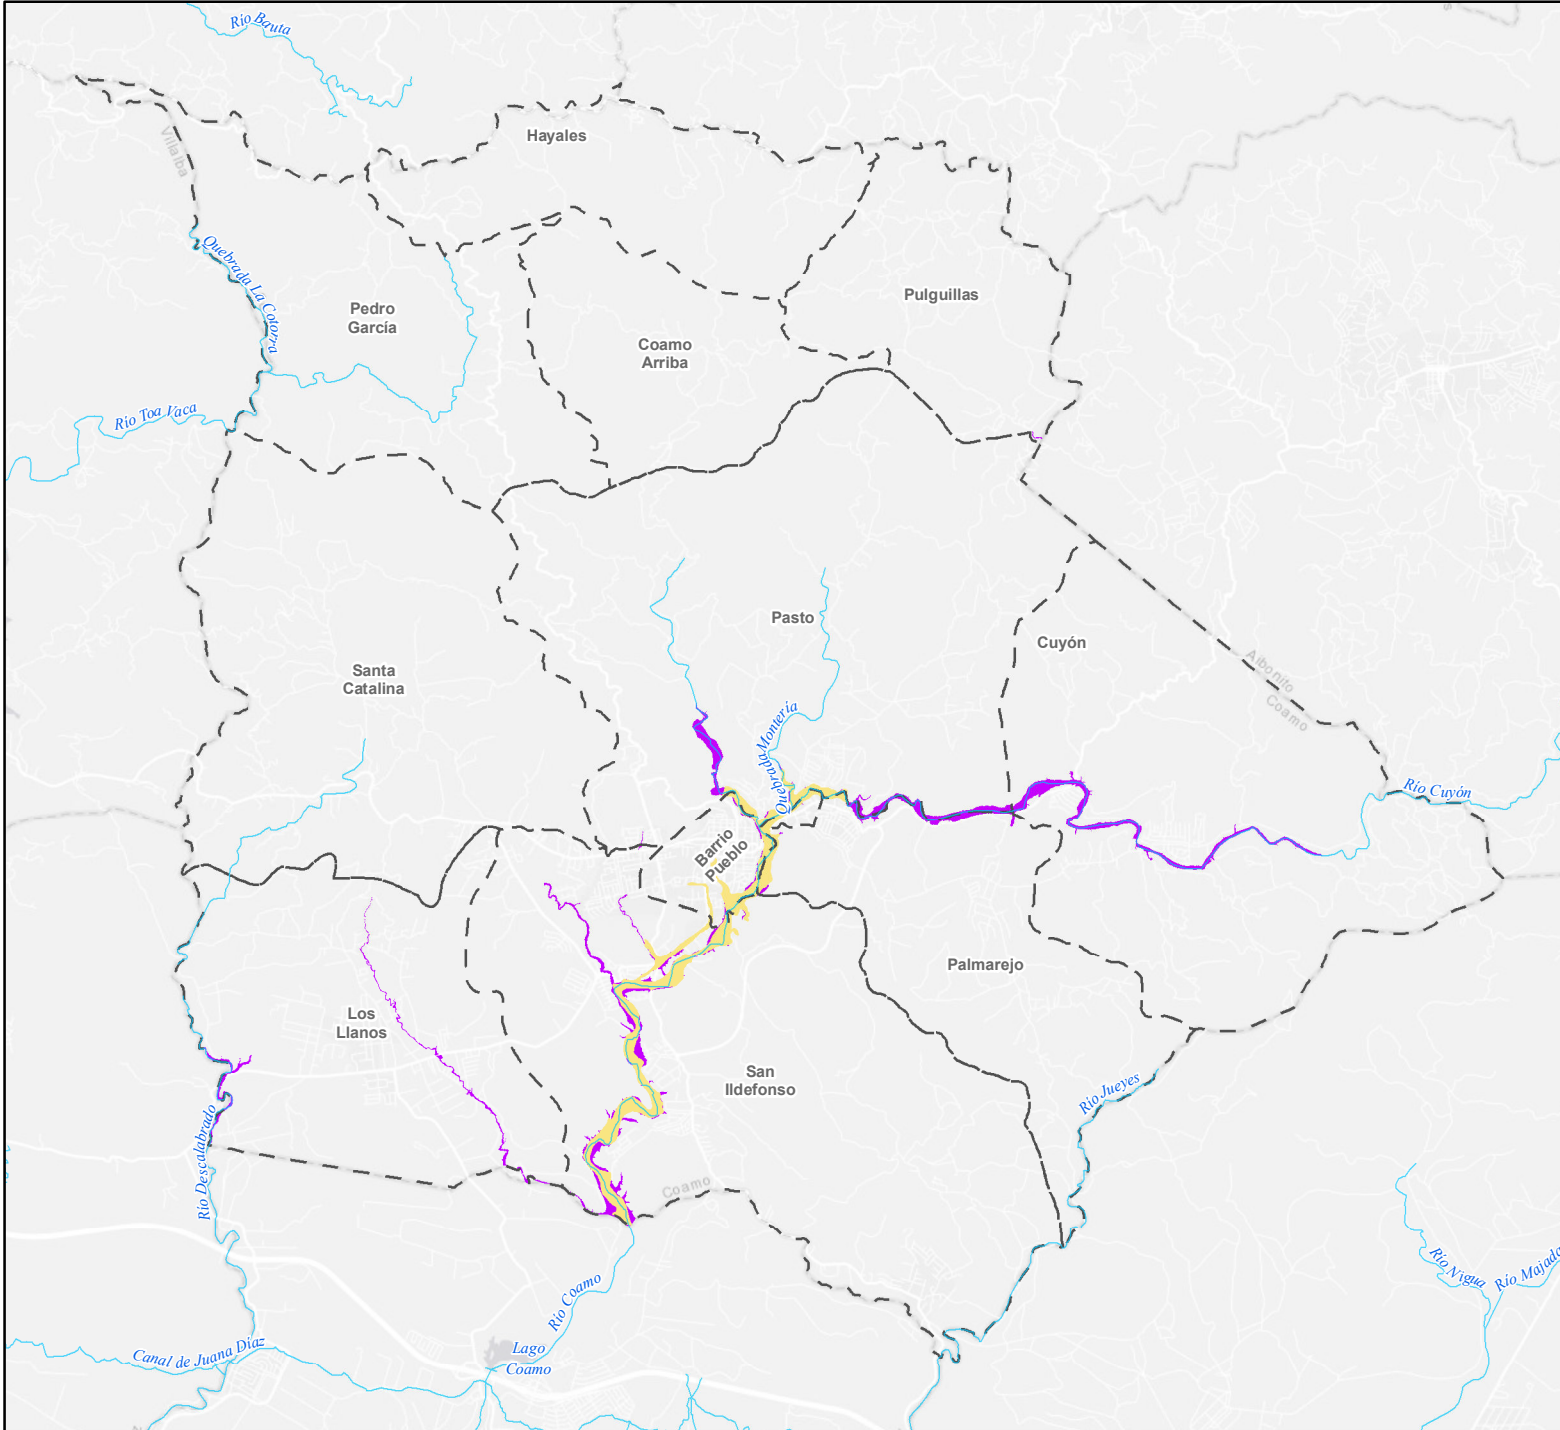 Río Bauta
Hayales
Villalba
Quebrada La Cotorra
Pedro
García
Pulguillas
Coamo
Arriba
Río Toa Vaca
Pasto
Cuyón
Santa
Catalina
Aibonito
Coamo
Quebrada Montería
Río Cuyón
Barrio
Pueblo
Palmarejo
Los
Llanos
San
Ildefonso
Río Jueyes
Río Descalabrado
Coamo
Río Nigua
Río Majada
Río Coamo
Canal de Juana Díaz
Lago
Coamo